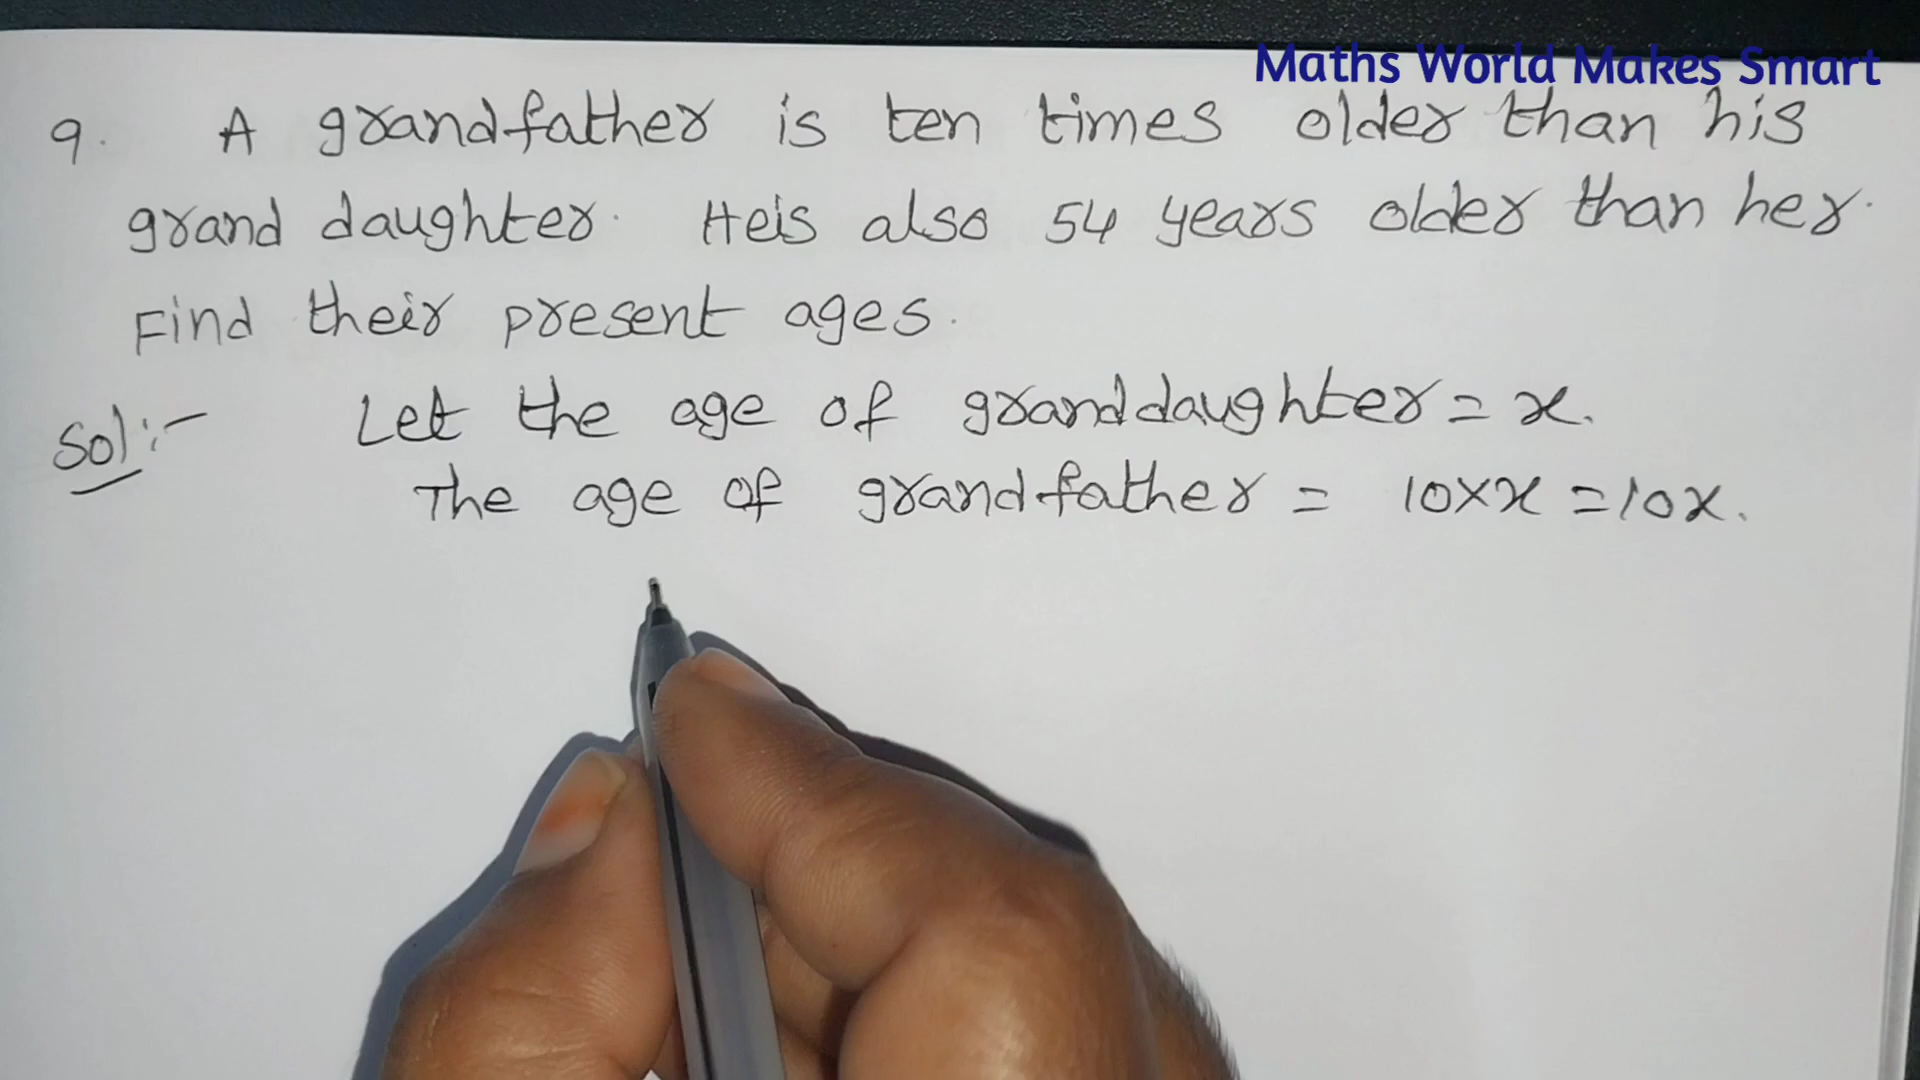 Maths World Makes Smart
9. A grandfather is ten times older than his
grand daughter. He is also 54 years older than her.
Find their present ages.
Sol:- Let the age of granddaughter = x.
The age of grandfather = 10×x = 10x.